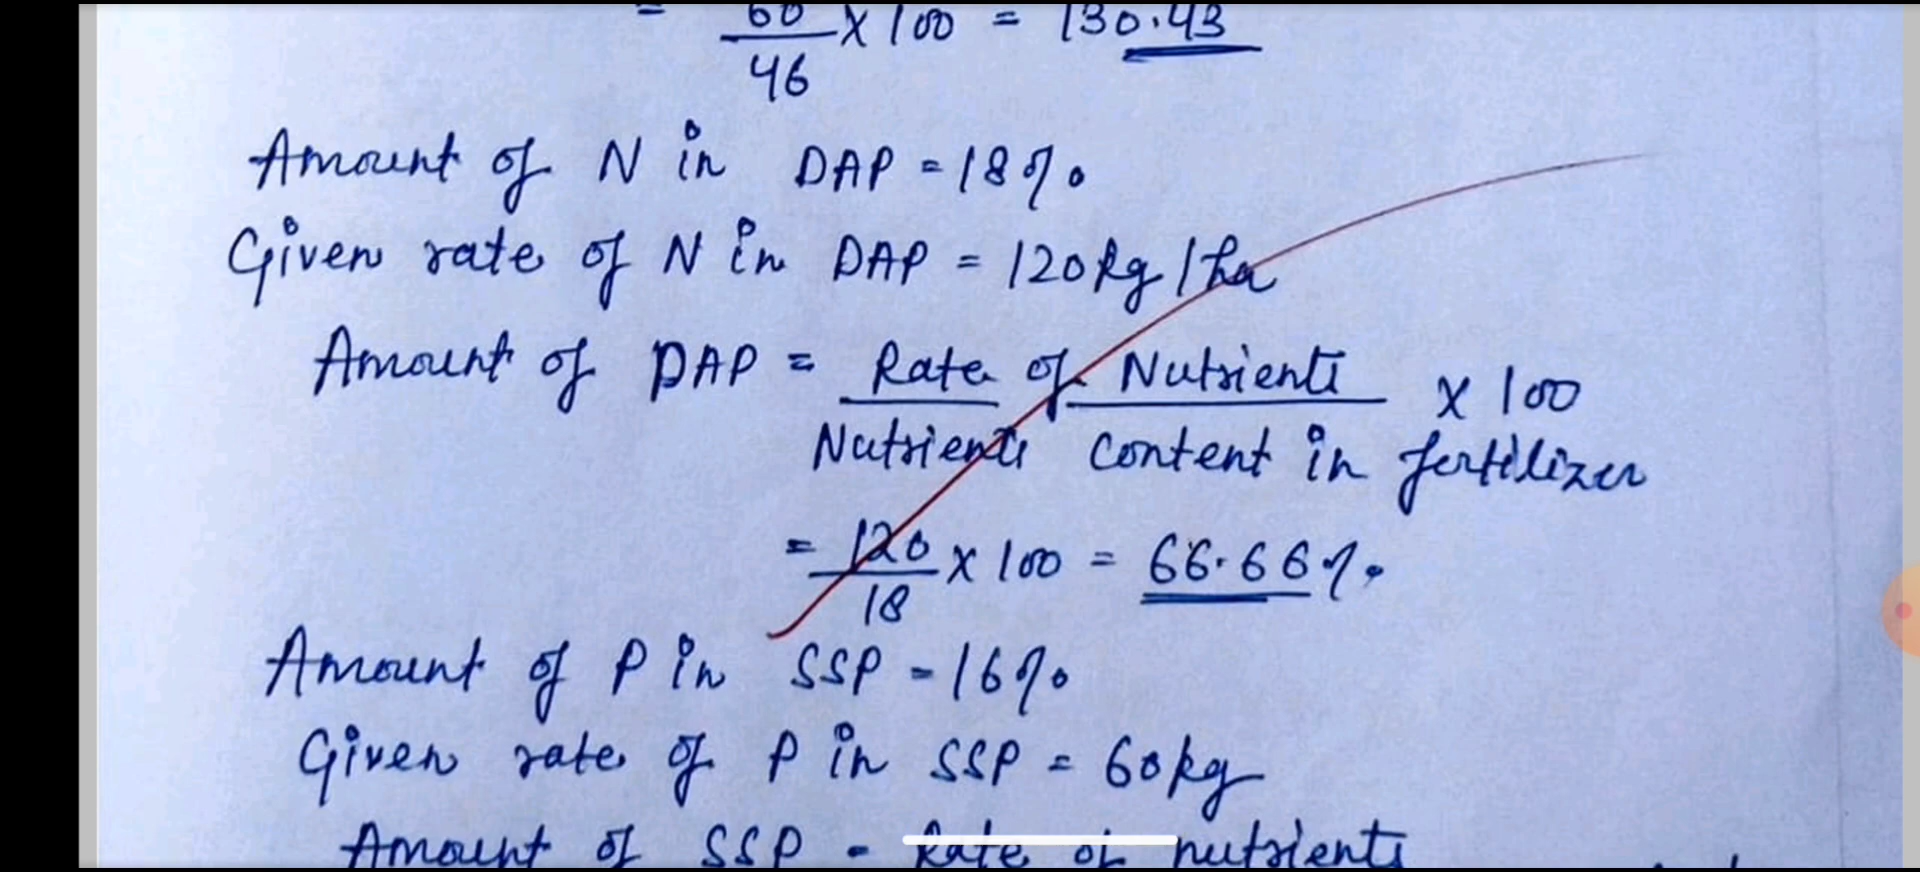 = 60/46 x 100 = 130.43
Amount of N in DAP = 18%
Given rate of N in DAP = 120kg/ha
Amount of DAP = Rate of Nutrients / Nutrients content in fertilizer x 100
= 120/18 x 100 = 66.66%
Amount of P in SSP = 16%
Given rate of P in SSP = 60kg
Amount of SSP = Rate of nutrients